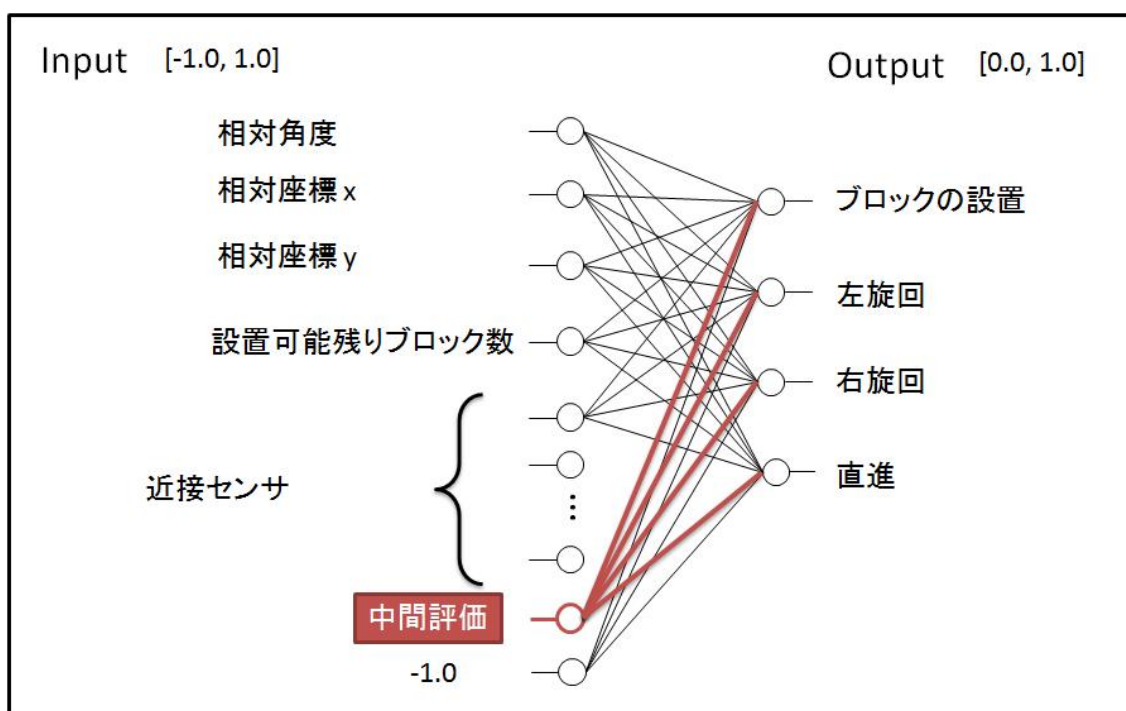 Input [-1.0, 1.0]
Output [0.0, 1.0]
相対角度
相対座標 x
相対座標 y
設置可能残りブロック数
近接センサ
中間評価
-1.0
ブロックの設置
左旋回
右旋回
直進